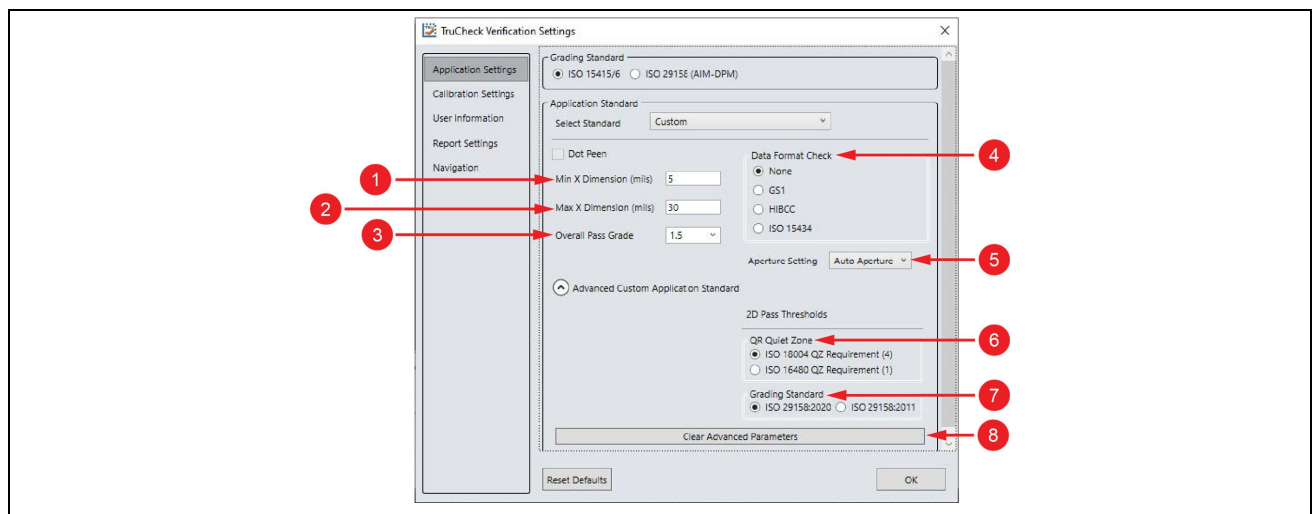 TruCheck Verification Settings
Application Settings
Calibration Settings
User Information
Report Settings
Navigation
Grading Standard
ISO 15415/6 ISO 29158 (AIM-DPM)
Application Standard
Select Standard Custom
Dot Peen
Min X Dimension (mils) 5
Max X Dimension (mils) 30
Overall Pass Grade 1.5
Data Format Check
None
GS1
HIBCC
ISO 15434
Aperture Setting Auto Aperture
Advanced Custom Application Standard
2D Pass Thresholds
QR Quiet Zone
ISO 18004 QZ Requirement (4)
ISO 16480 QZ Requirement (1)
Grading Standard
ISO 29158:2020 ISO 29158:2011
Clear Advanced Parameters
Reset Defaults OK
1
2
3
4
5
6
7
8